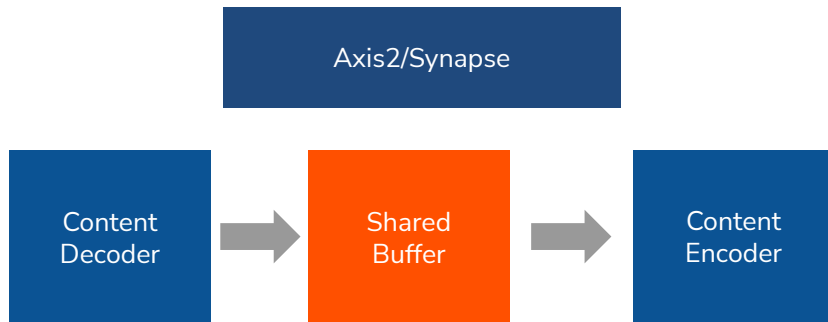 Axis2/Synapse
Content
Decoder
Shared
Buffer
Content
Encoder